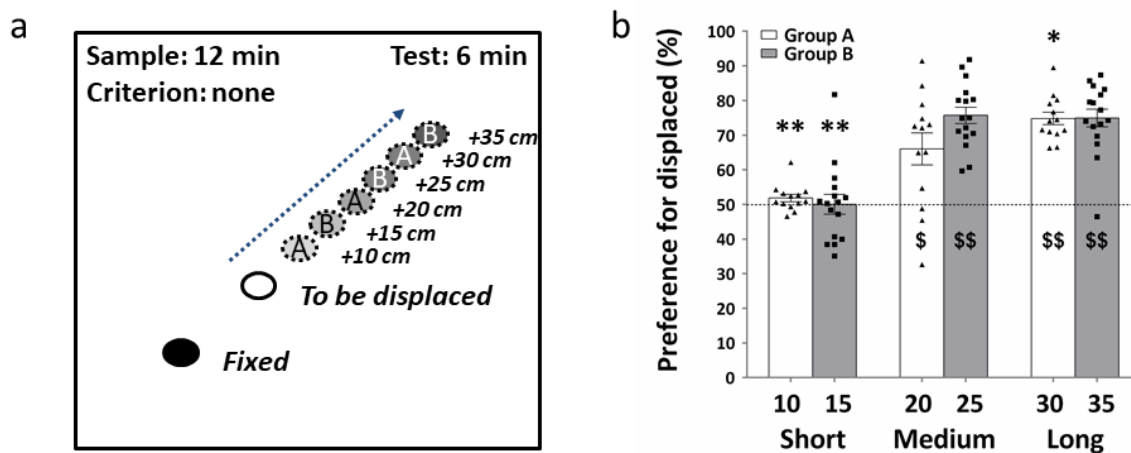 a
Sample: 12 min Test: 6 min
Criterion: none
B +35 cm
A +30 cm
B +25 cm
A +20 cm
B +15 cm
A +10 cm
To be displaced
Fixed
b
Preference for displaced (%)
Group A
Group B
100
90
80
70
60
50
40
30
20
10
0
** ** *
$ $$ $$ $$
10 15 20 25 30 35
Short Medium Long